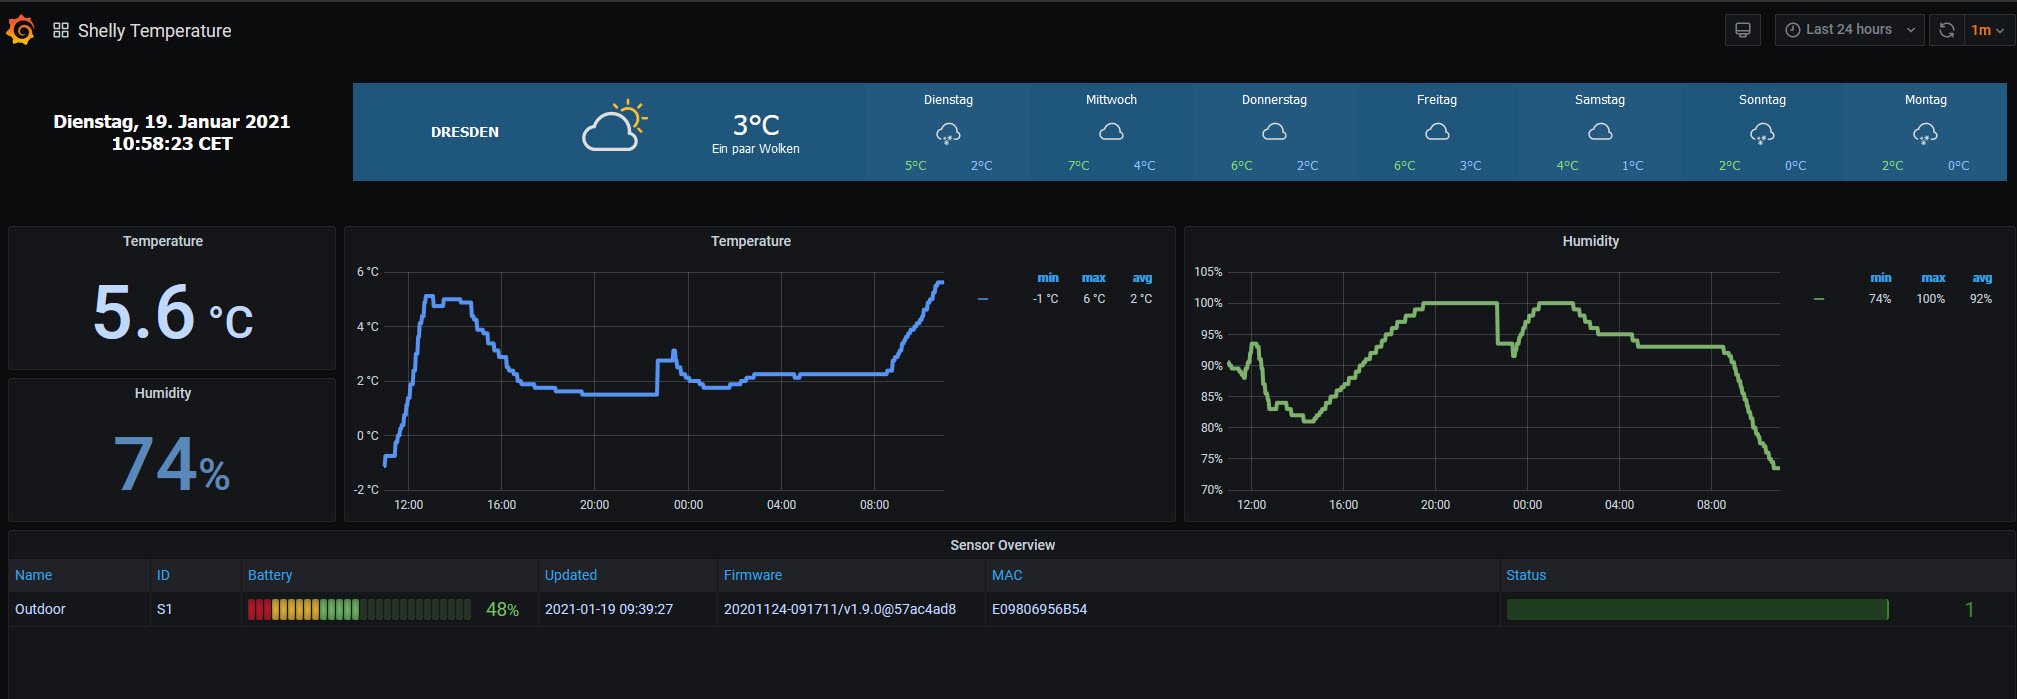 Shelly Temperature
Last 24 hours
1m
Dienstag, 19. Januar 2021
10:58:23 CET
DRESDEN
3°C
Ein paar Wolken
Dienstag Mittwoch Donnerstag Freitag Samstag Sonntag Montag
5°C 2°C 7°C 4°C 6°C 2°C 6°C 3°C 4°C 1°C 2°C 0°C 2°C 0°C
Temperature
5.6 °C
Humidity
74%
Temperature
6 °C
4 °C
2 °C
0 °C
-2 °C
12:00 16:00 20:00 00:00 04:00 08:00
min max avg
-1 °C 6 °C 2 °C
Humidity
105%
100%
95%
90%
85%
80%
75%
70%
12:00 16:00 20:00 00:00 04:00 08:00
min max avg
74% 100% 92%
Sensor Overview
Name ID Battery Updated Firmware MAC Status
Outdoor S1 48% 2021-01-19 09:39:27 20201124-091711/v1.9.0@57ac4ad8 E09806956B54 1